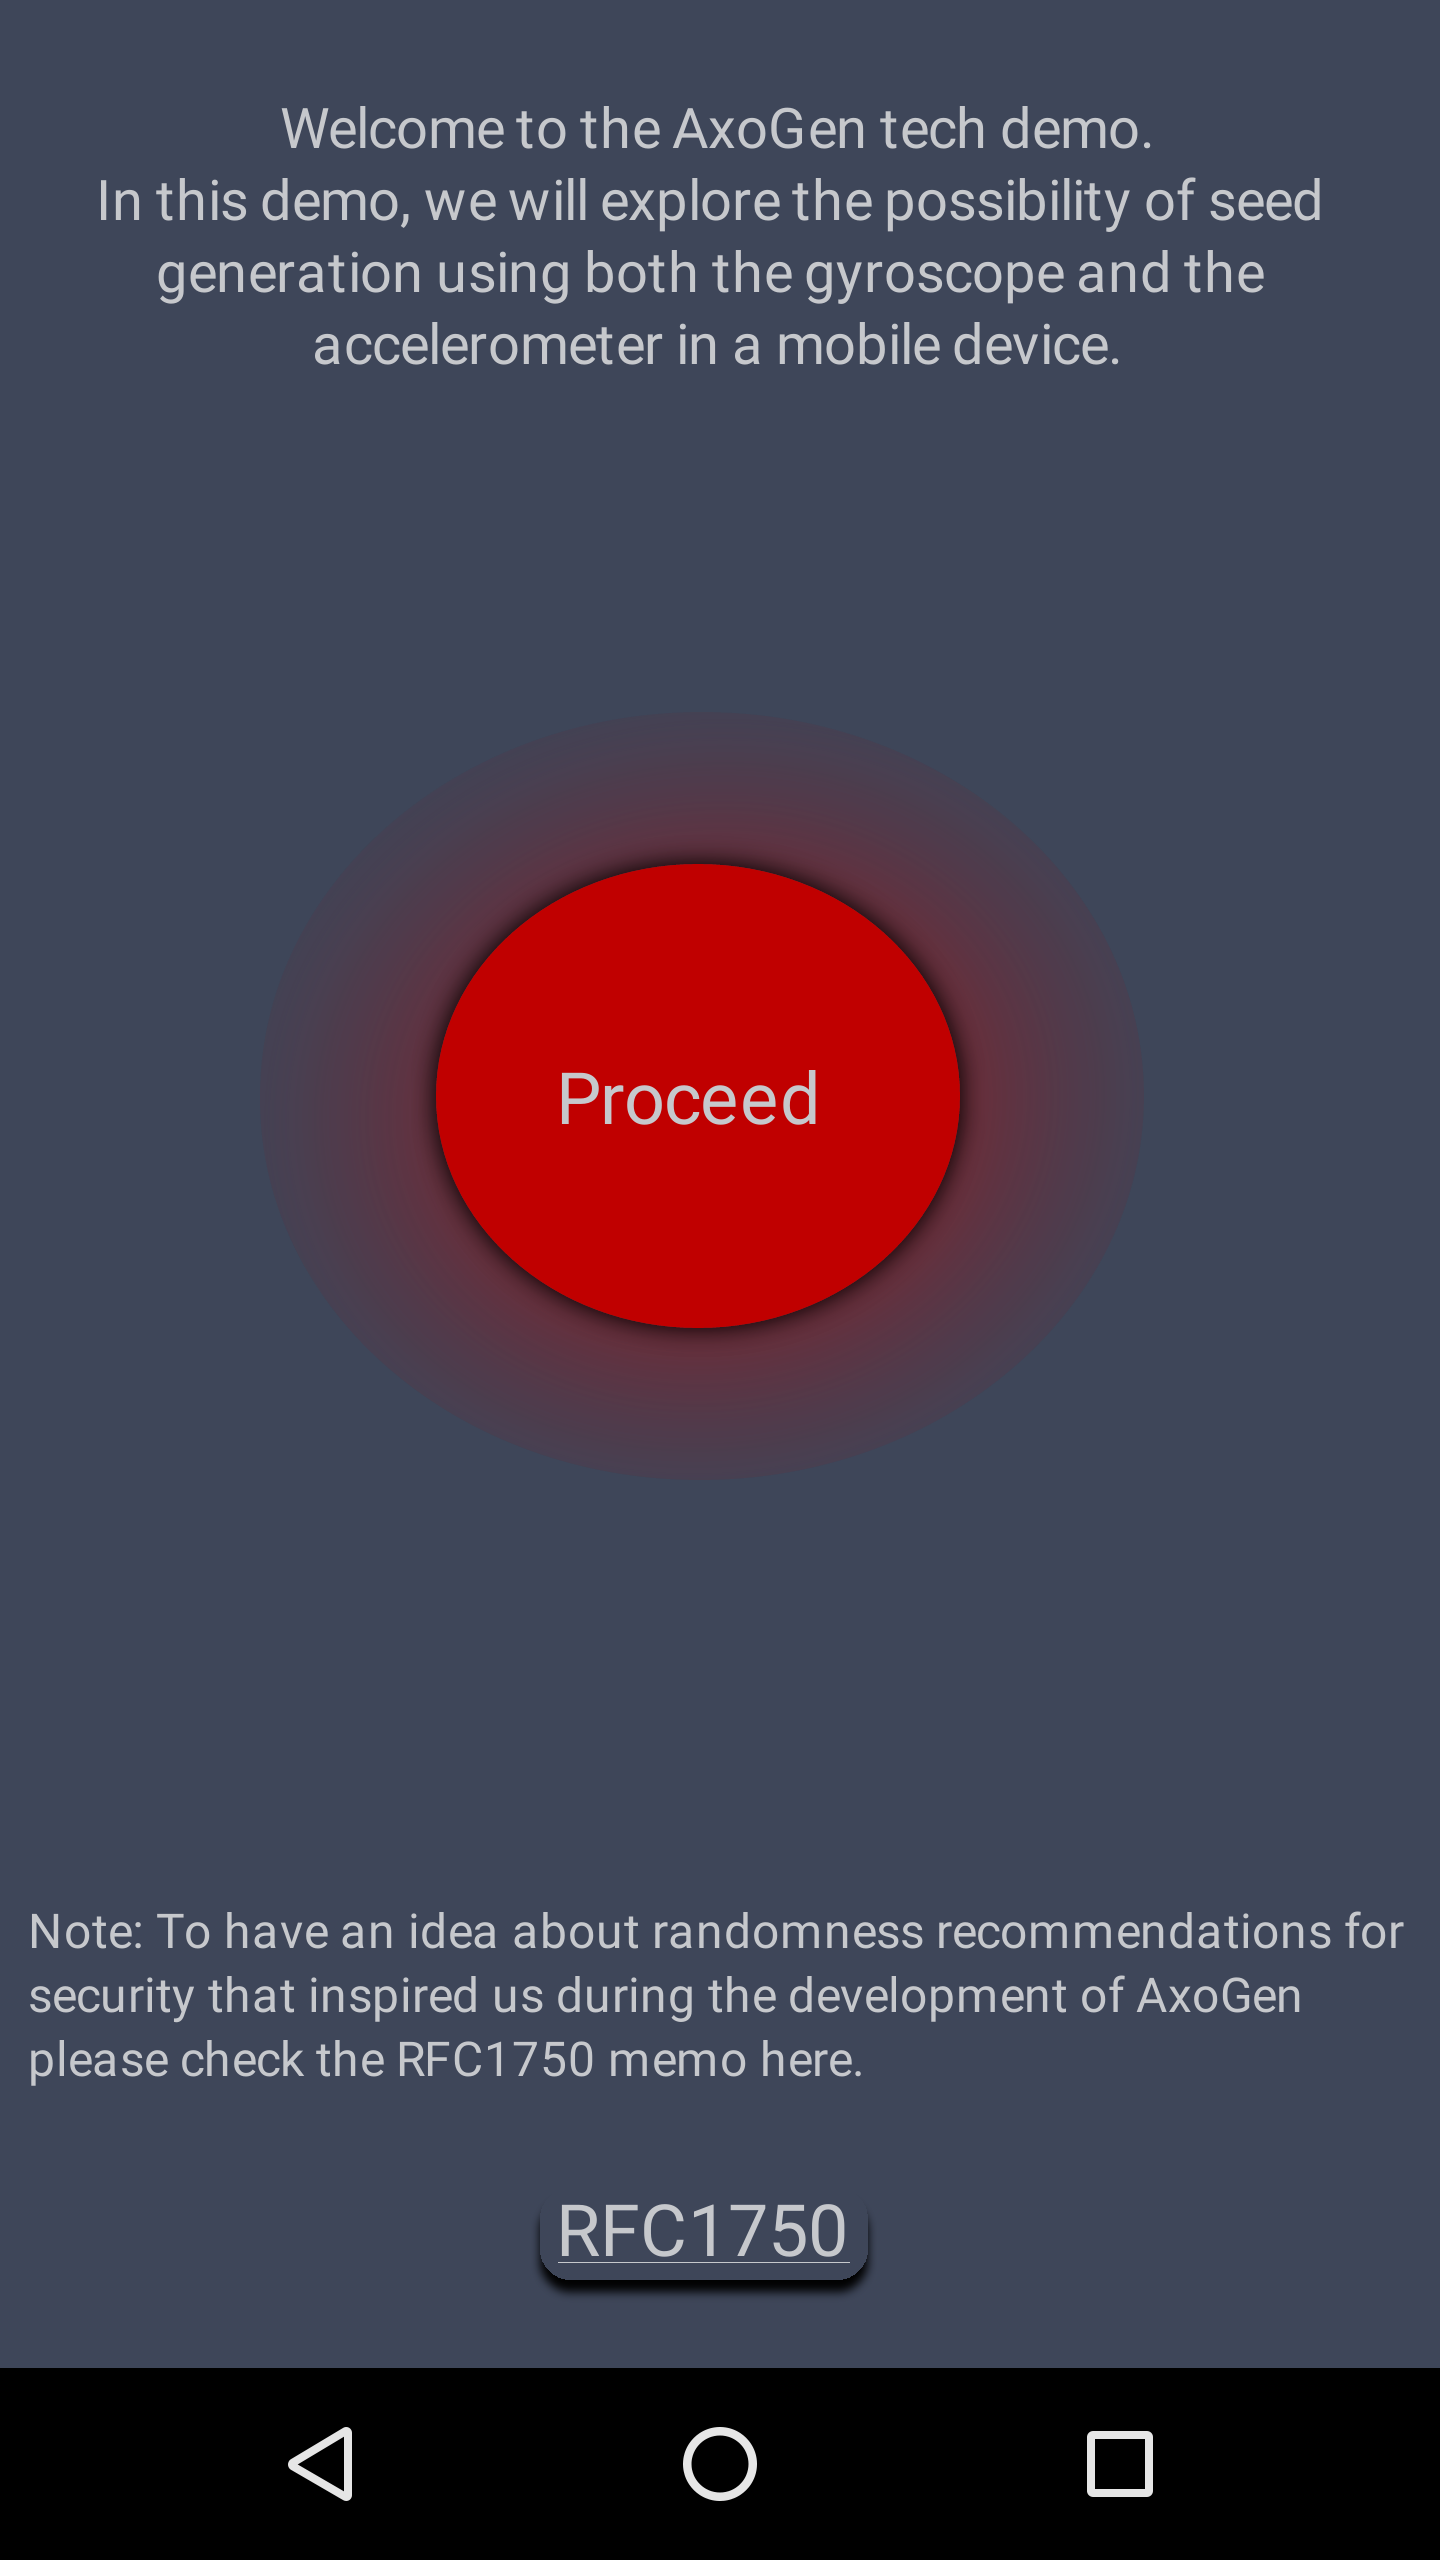 Welcome to the AxoGen tech demo.
In this demo, we will explore the possibility of seed
generation using both the gyroscope and the
accelerometer in a mobile device.
Proceed
Note: To have an idea about randomness recommendations for
security that inspired us during the development of AxoGen
please check the RFC1750 memo here.
RFC1750